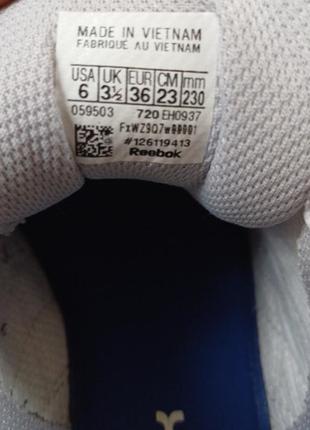 MADE IN VIETNAM
FABRIQUÉ AU VIETNAM
USA UK EUR CM mm
6 3½ 36 23 230
059503 720 EH0937
#126119413
Reebok